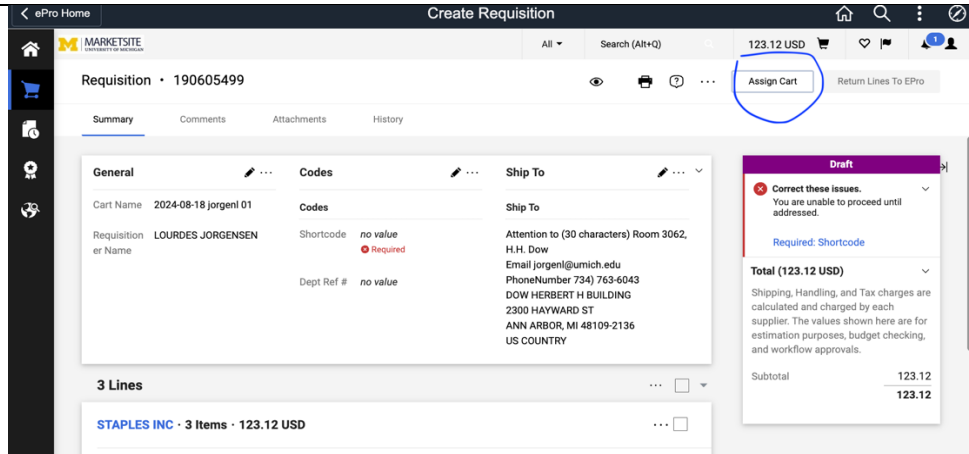 ePro Home
Create Requisition
M MARKETSITE
UNIVERSITY OF MICHIGAN
All
Search (Alt+Q)
123.12 USD
1
Requisition • 190605499
Assign Cart
Return Lines To EPro
Summary
Comments
Attachments
History
General
Cart Name 2024-08-18 jorgenl 01
Requisition LOURDES JORGENSEN
er Name
Codes
Codes
Shortcode no value
Required
Dept Ref # no value
Ship To
Ship To
Attention to (30 characters) Room 3062,
H.H. Dow
Email jorgenl@umich.edu
PhoneNumber 734) 763-6043
DOW HERBERT H BUILDING
2300 HAYWARD ST
ANN ARBOR, MI 48109-2136
US COUNTRY
Draft
Correct these issues.
You are unable to proceed until
addressed.
Required: Shortcode
Total (123.12 USD)
Shipping, Handling, and Tax charges are
calculated and charged by each
supplier. The values shown here are for
estimation purposes, budget checking,
and workflow approvals.
Subtotal 123.12
123.12
3 Lines
STAPLES INC · 3 Items · 123.12 USD